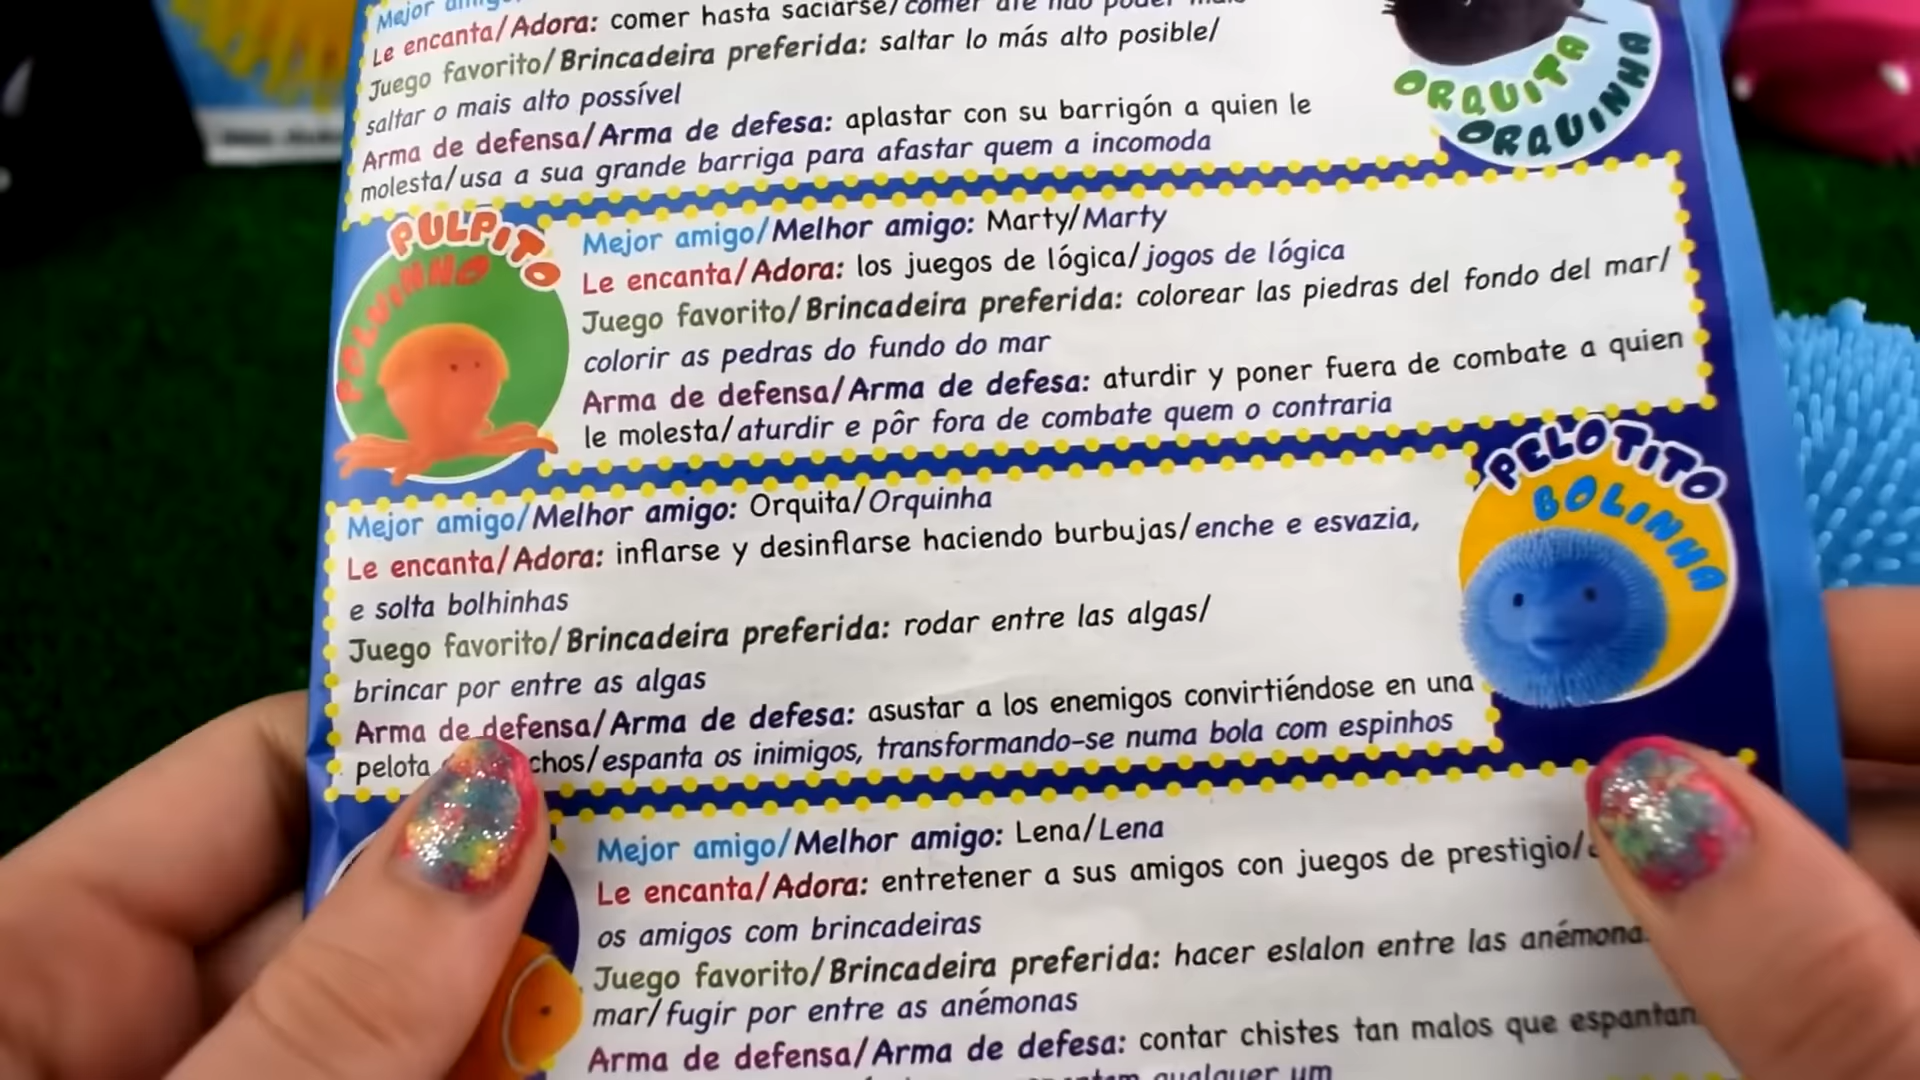 Mejor
Le encanta/Adora: comer hasta saciarse/comer até não poder mais
Juego favorito/Brincadeira preferida: saltar lo más alto posible/
saltar o mais alto possível
Arma de defensa/Arma de defesa: aplastar con su barrigón a quien le
molesta/usa a sua grande barriga para afastar quem a incomoda
ORQUITA
ORQUINHA
PULPITO
POLVINHO
Mejor amigo/Melhor amigo: Marty/Marty
Le encanta/Adora: los juegos de lógica/jogos de lógica
Juego favorito/Brincadeira preferida: colorear las piedras del fondo del mar/
colorir as pedras do fundo do mar
Arma de defensa/Arma de defesa: aturdir y poner fuera de combate a quien
le molesta/aturdir e pôr fora de combate quem o contraria
PELOTITO
BOLINHA
Mejor amigo/Melhor amigo: Orquita/Orquinha
Le encanta/Adora: inflarse y desinflarse haciendo burbujas/enche e esvazia,
e solta bolhinhas
Juego favorito/Brincadeira preferida: rodar entre las algas/
brincar por entre as algas
Arma de defensa/Arma de defesa: asustar a los enemigos convirtiéndose en una
pelota chos/espanta os inimigos, transformando-se numa bola com espinhos
Mejor amigo/Melhor amigo: Lena/Lena
Le encanta/Adora: entretener a sus amigos con juegos de prestigio/
os amigos com brincadeiras
Juego favorito/Brincadeira preferida: hacer eslalon entre las anémona
mar/fugir por entre as anémonas
Arma de defensa/Arma de defesa: contar chistes tan malos que espantan
qualquer um